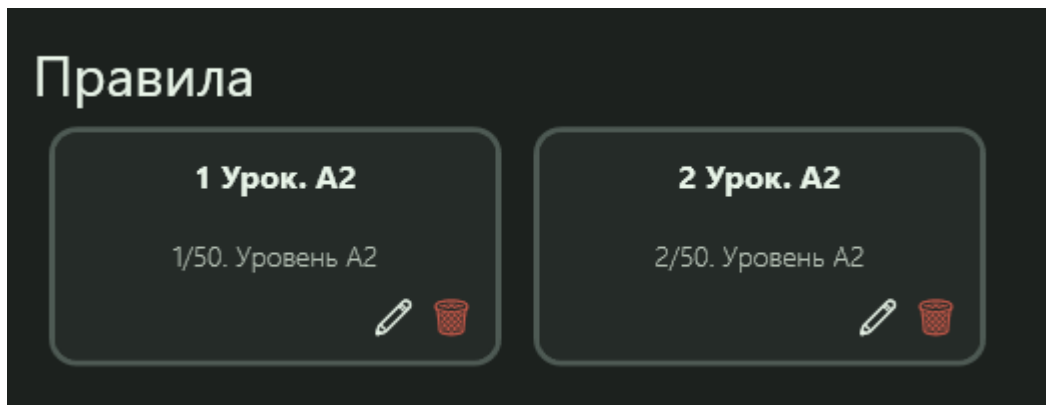 Правила
1 Урок. А2
1/50. Уровень А2
2 Урок. А2
2/50. Уровень А2